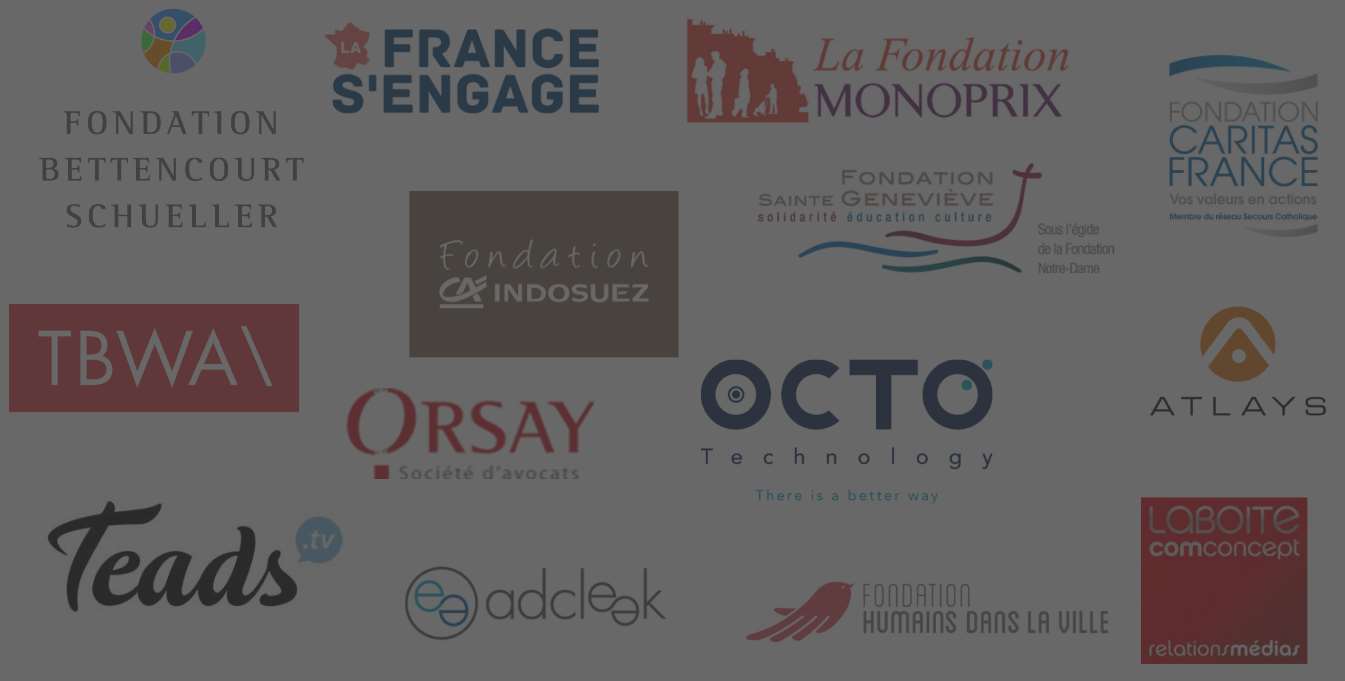 FONDATION
BETTENCOURT
SCHUELLER
LA
FRANCE
S'ENGAGE
La Fondation
MONOPRIX
FONDATION
CARITAS
FRANCE
Vos valeurs en actions
Membre du réseau Secours Catholique
FONDATION
SAINTE GENEVIÈVE
solidarité éducation culture
Sous l'égide
de la Fondation
Notre-Dame
Fondation
CA INDOSUEZ
TBWA\
ORSAY
Société d'avocats
OCTO
Technology
There is a better way
ATLAYS
Teads
.tv
adcleek
FONDATION
HUMAINS DANS LA VILLE
LABOITE
comconcept
relationsmédias